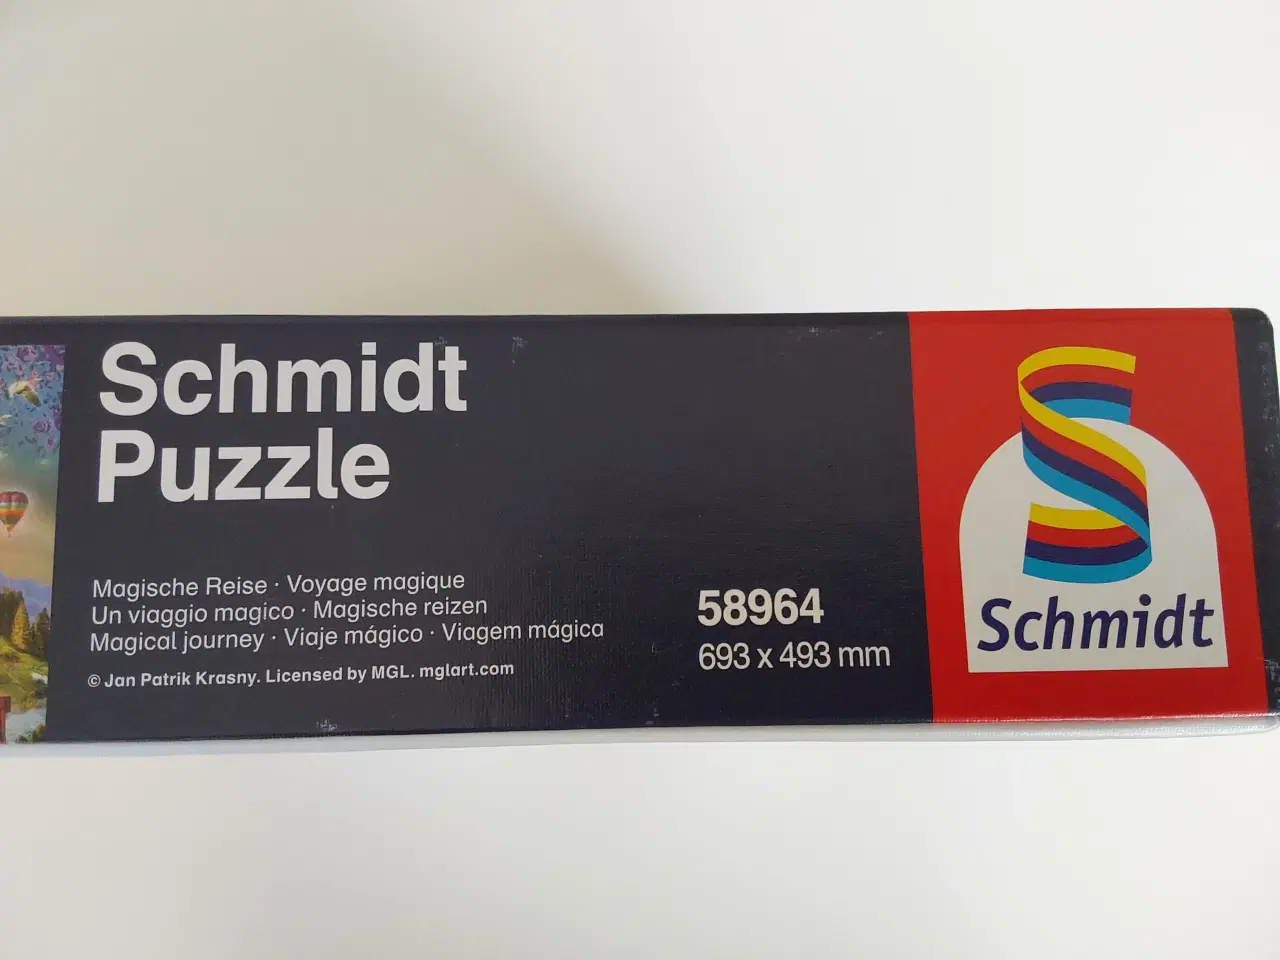 Schmidt
Puzzle
Magische Reise · Voyage magique
Un viaggio magico · Magische reizen
Magical journey · Viaje mágico · Viagem mágica
© Jan Patrik Krasny. Licensed by MGL. mglart.com
58964
693 x 493 mm
Schmidt